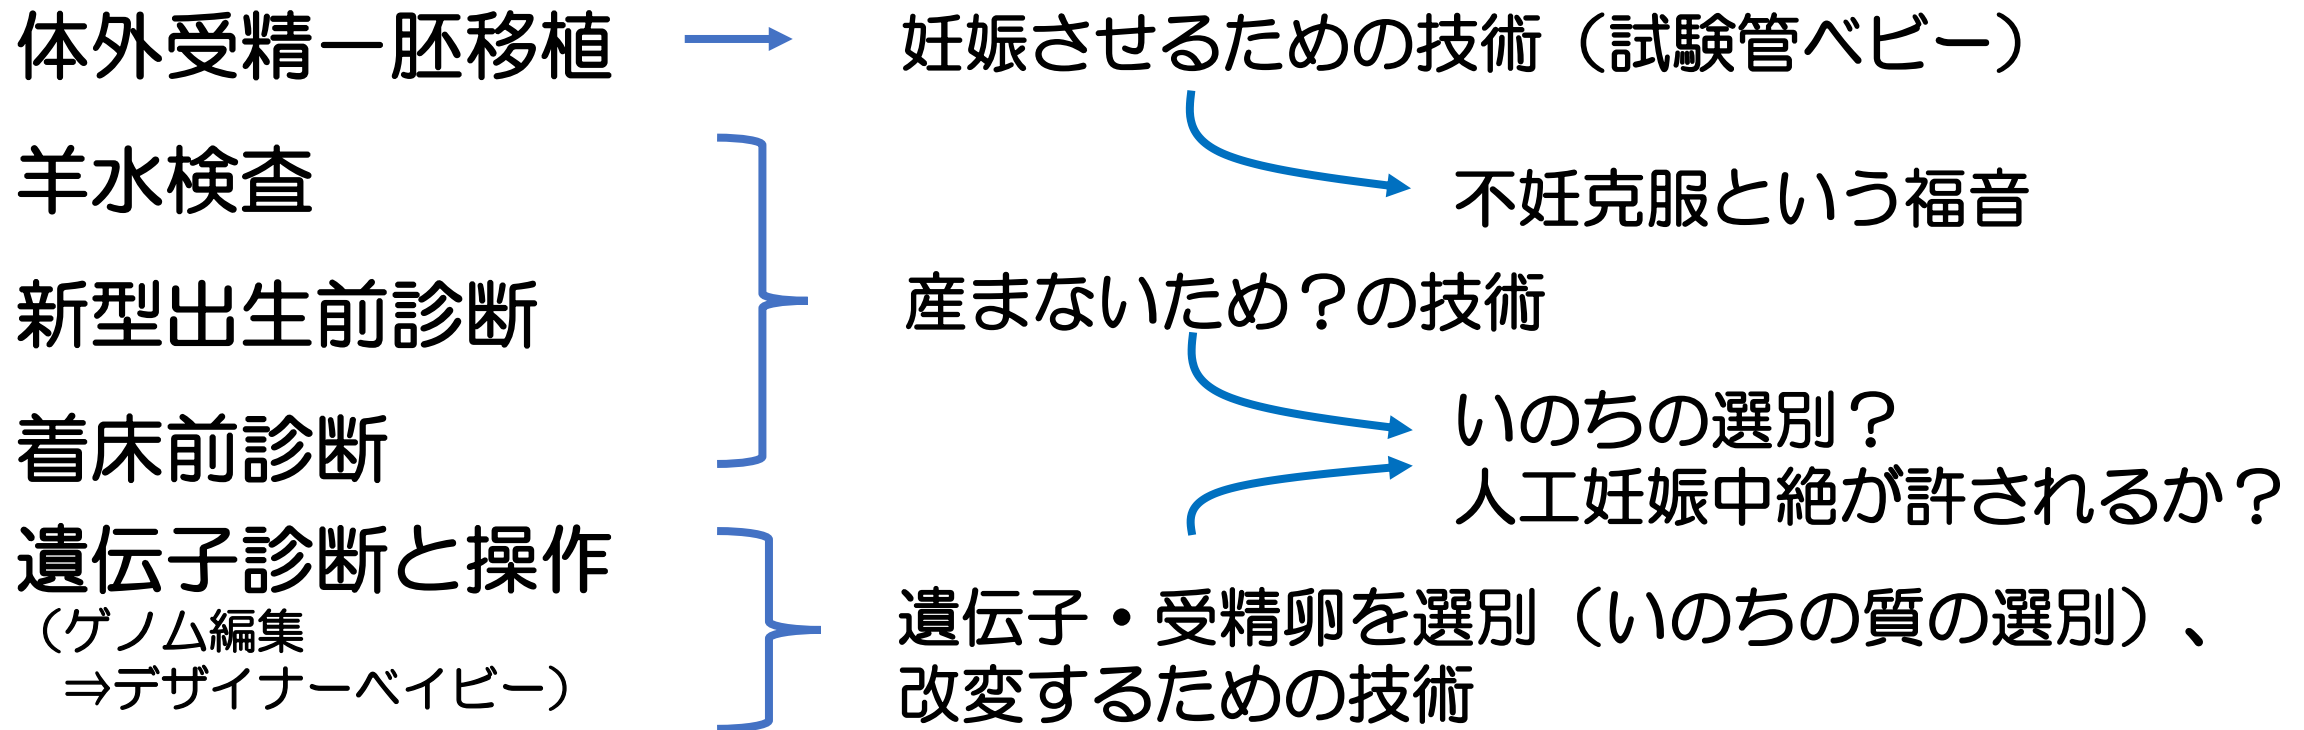 体外受精ー胚移植
妊娠させるための技術（試験管ベビー）
不妊克服という福音
羊水検査
新型出生前診断
着床前診断
産まないため？の技術
いのちの選別？
人工妊娠中絶が許されるか？
遺伝子診断と操作
（ゲノム編集
⇒デザイナーベイビー）
遺伝子・受精卵を選別（いのちの質の選別）、
改変するための技術